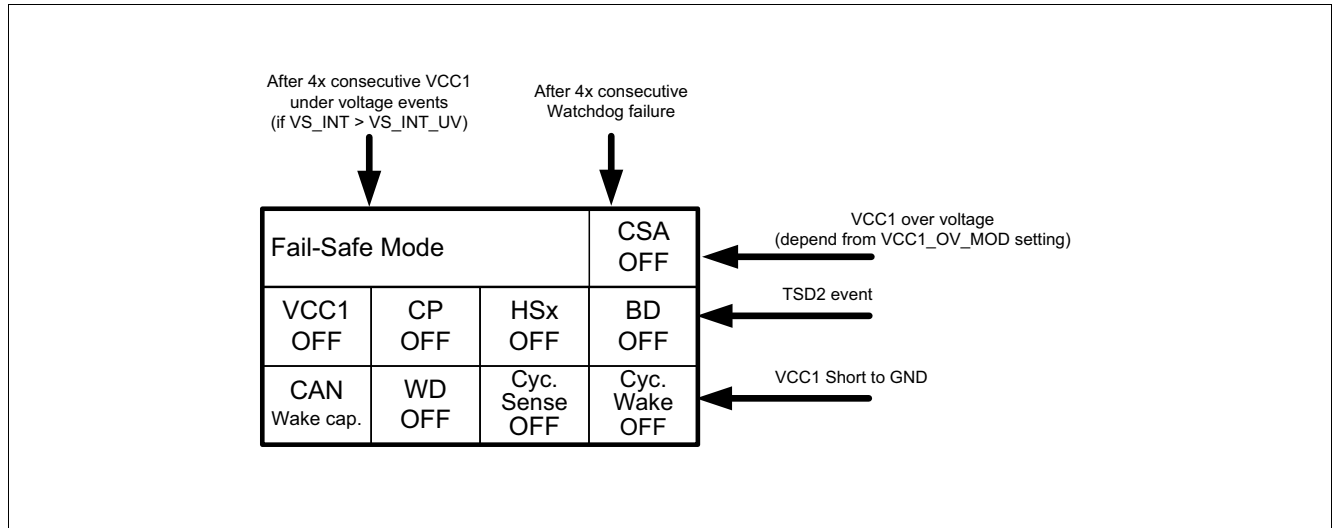 After 4x consecutive VCC1
under voltage events
(if VS_INT > VS_INT_UV)
After 4x consecutive
Watchdog failure
Fail-Safe Mode
CSA
OFF
VCC1 over voltage
(depend from VCC1_OV_MOD setting)
VCC1
OFF
CP
OFF
HSx
OFF
BD
OFF
TSD2 event
CAN
Wake cap.
WD
OFF
Cyc.
Sense
OFF
Cyc.
Wake
OFF
VCC1 Short to GND